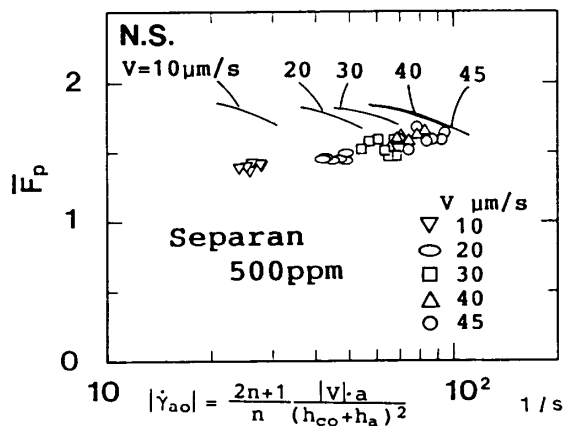 N.S.
V=10μm/s 20 30 40 45
2
1
0
F̅p
Separan
500ppm
V μm/s
▽ 10
⬭ 20
□ 30
△ 40
○ 45
10 10² 1/s
|γ̇ao| = (2n+1)/n · |V|·a/(hco+ha)²